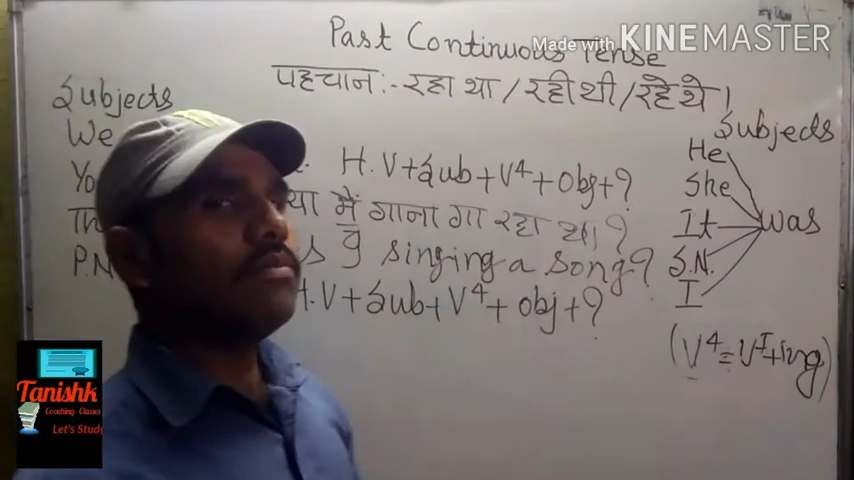 Past Continuous Tense
Made with KINEMASTER
पहचान :- रहा था / रही थी / रहे थे ।
Subjects
We
P.N
H.V + Sub + V4 + Obj + ?
मैं गाना गा रहा था ?
I singing a song ?
H.V + Sub + V4 + obj + ?
Subjects
He
She
It
S.N.
I
was
(V4 = VI + ing)
Tanishk
Coaching Classes
Let's Study